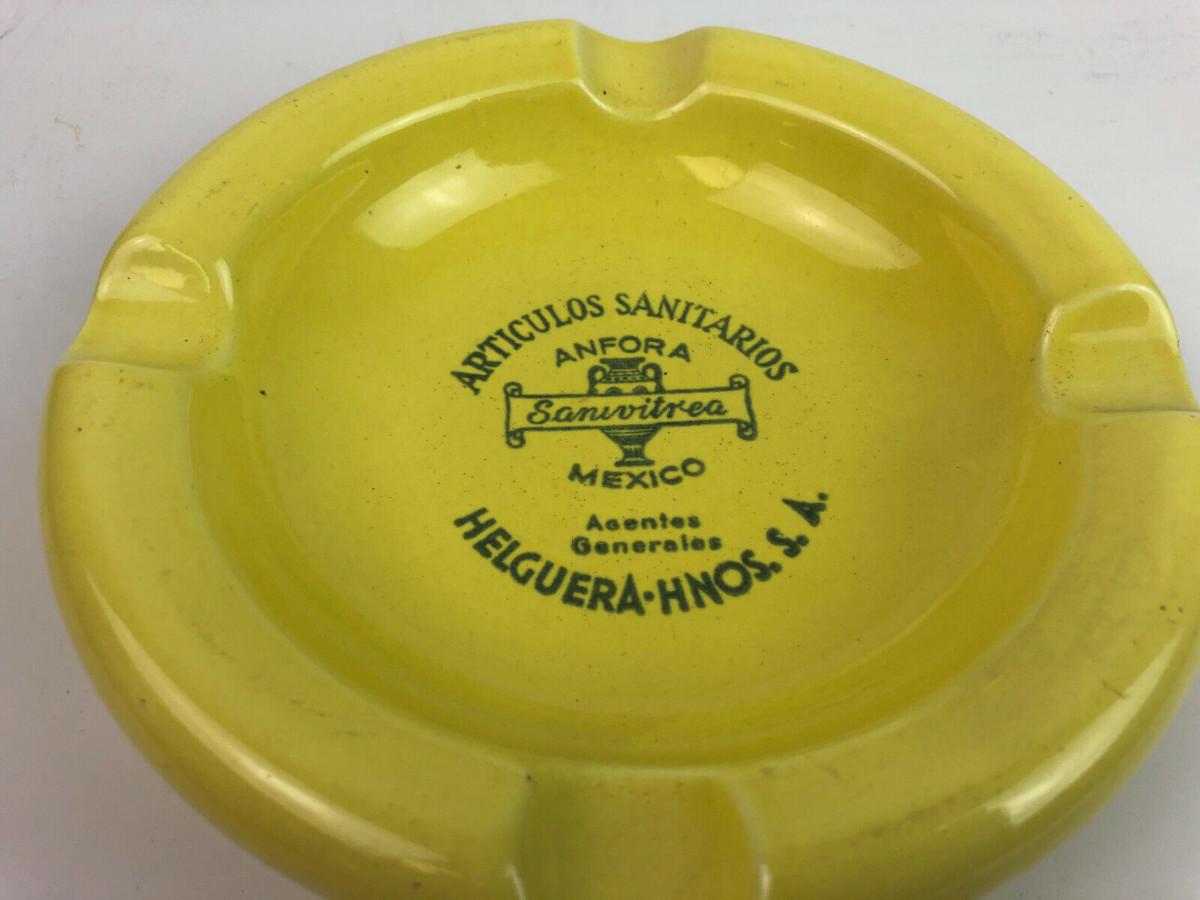 ARTICULOS SANITARIOS
ANFORA
Sanivitrea
MEXICO
Agentes
Generales
HELGUERA·HNOS. S. A.